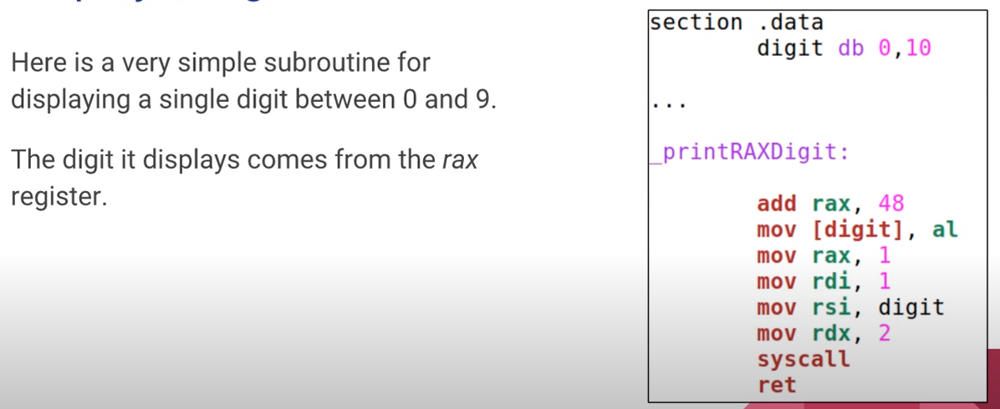 Here is a very simple subroutine for
displaying a single digit between 0 and 9.
The digit it displays comes from the rax
register.
section .data
digit db 0,10
...
_printRAXDigit:
add rax, 48
mov [digit], al
mov rax, 1
mov rdi, 1
mov rsi, digit
mov rdx, 2
syscall
ret